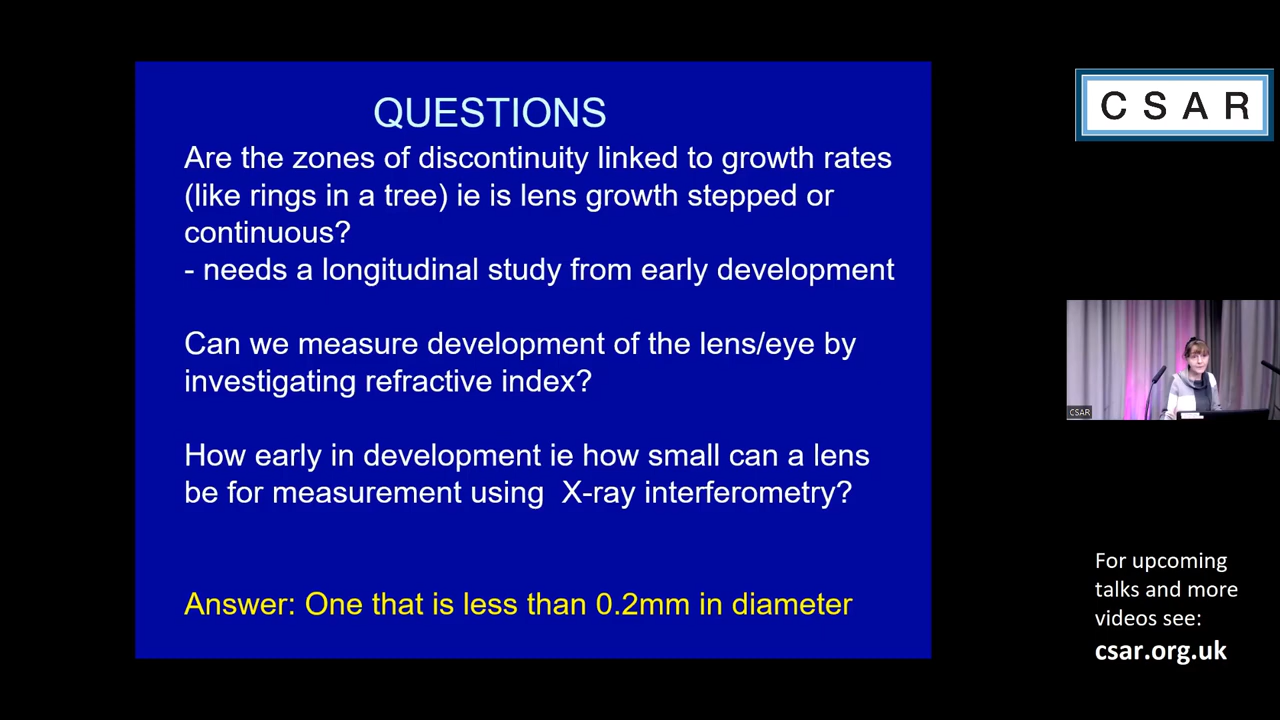 QUESTIONS
Are the zones of discontinuity linked to growth rates
(like rings in a tree) ie is lens growth stepped or
continuous?
- needs a longitudinal study from early development
Can we measure development of the lens/eye by
investigating refractive index?
How early in development ie how small can a lens
be for measurement using  X-ray interferometry?
Answer: One that is less than 0.2mm in diameter
CSAR
CSAR
For upcoming
talks and more
videos see:
csar.org.uk